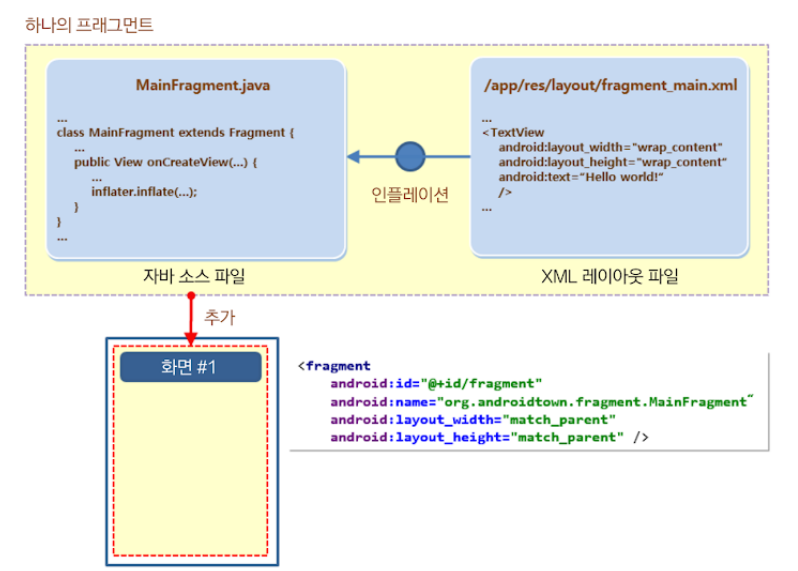 하나의 프래그먼트
MainFragment.java
...
class MainFragment extends Fragment {
...
public View onCreateView(...) {
...
inflater.inflate(...);
}
}
...
인플레이션
/app/res/layout/fragment_main.xml
...
<TextView
android:layout_width="wrap_content"
android:layout_height="wrap_content"
android:text="Hello world!"
/>
...
자바 소스 파일
XML 레이아웃 파일
추가
화면 #1
<fragment
android:id="@+id/fragment"
android:name="org.androidtown.fragment.MainFragment"
android:layout_width="match_parent"
android:layout_height="match_parent" />